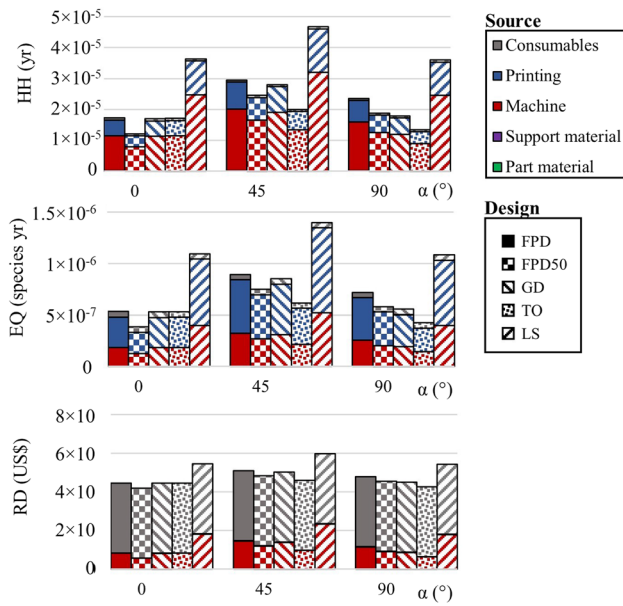 HH (yr)
5×10⁻⁵
4×10⁻⁵
3×10⁻⁵
2×10⁻⁵
1×10⁻⁵
0
0 45 90 α (°)
EQ (species yr)
1.5×10⁻⁶
1×10⁻⁶
5×10⁻⁷
0
0 45 90 α (°)
RD (US$)
8×10
6×10
4×10
2×10
0
0 45 90 α (°)
Source
Consumables
Printing
Machine
Support material
Part material
Design
FPD
FPD50
GD
TO
LS